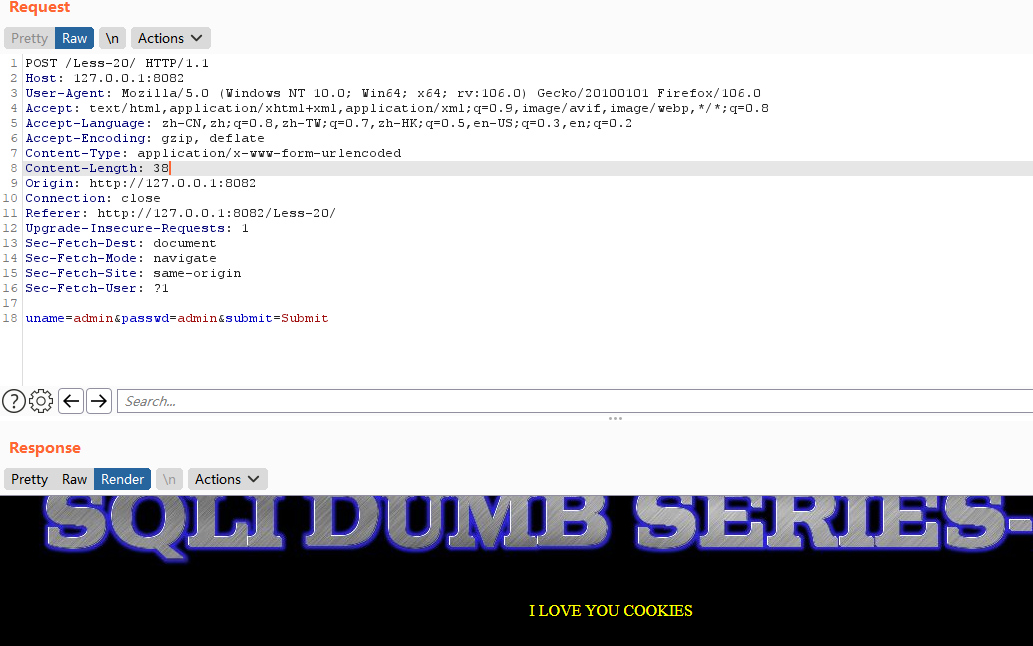 Request
Pretty Raw \n Actions
1 POST /Less-20/ HTTP/1.1
2 Host: 127.0.0.1:8082
3 User-Agent: Mozilla/5.0 (Windows NT 10.0; Win64; x64; rv:106.0) Gecko/20100101 Firefox/106.0
4 Accept: text/html,application/xhtml+xml,application/xml;q=0.9,image/avif,image/webp,*/*;q=0.8
5 Accept-Language: zh-CN,zh;q=0.8,zh-TW;q=0.7,zh-HK;q=0.5,en-US;q=0.3,en;q=0.2
6 Accept-Encoding: gzip, deflate
7 Content-Type: application/x-www-form-urlencoded
8 Content-Length: 38
9 Origin: http://127.0.0.1:8082
10 Connection: close
11 Referer: http://127.0.0.1:8082/Less-20/
12 Upgrade-Insecure-Requests: 1
13 Sec-Fetch-Dest: document
14 Sec-Fetch-Mode: navigate
15 Sec-Fetch-Site: same-origin
16 Sec-Fetch-User: ?1
17
18 uname=admin&passwd=admin&submit=Submit
? Search...
Response
Pretty Raw Render \n Actions
SQLI DUMB SERIES-
I LOVE YOU COOKIES